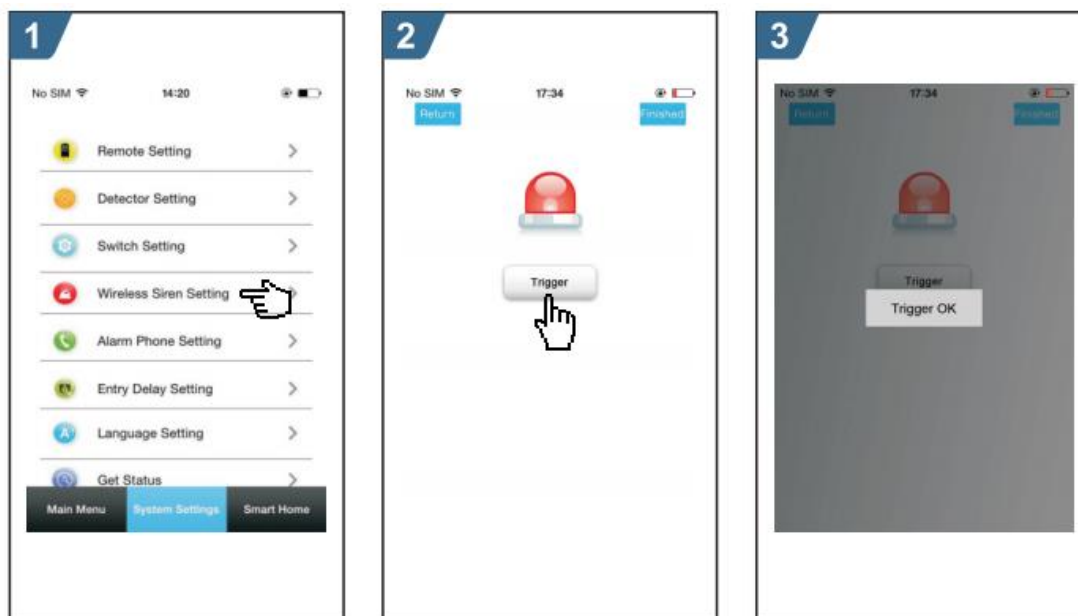 1
No SIM 14:20
Remote Setting
Detector Setting
Switch Setting
Wireless Siren Setting
Alarm Phone Setting
Entry Delay Setting
Language Setting
Get Status
Main Menu System Settings Smart Home
2
No SIM 17:34
Return Finished
Trigger
3
No SIM 17:34
Return Finished
Trigger
Trigger OK